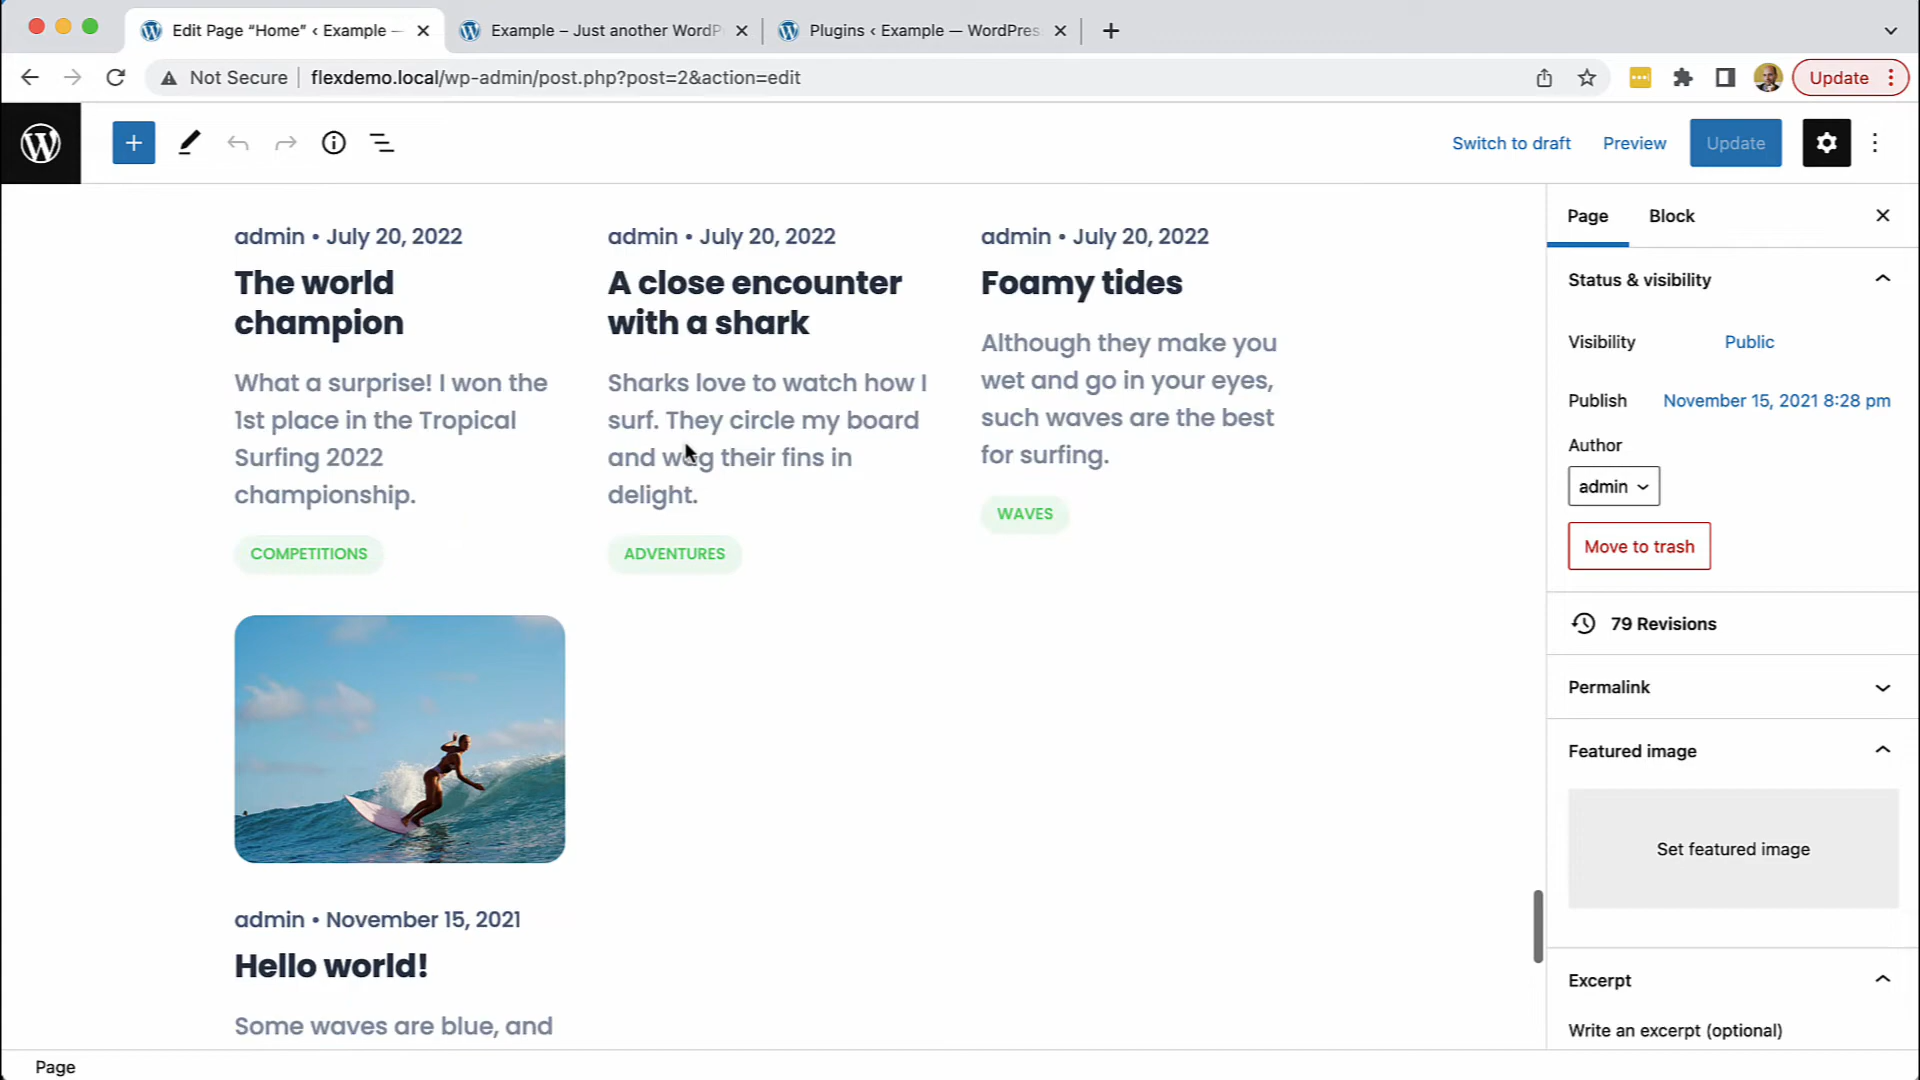 Edit Page “Home” ‹ Example —
Example – Just another WordP
Plugins ‹ Example — WordPres
Not Secure
flexdemo.local/wp-admin/post.php?post=2&action=edit
Update
Switch to draft
Preview
Update
admin • July 20, 2022
The world
champion
What a surprise! I won the
1st place in the Tropical
Surfing 2022
championship.
COMPETITIONS
admin • July 20, 2022
A close encounter
with a shark
Sharks love to watch how I
surf. They circle my board
and wag their fins in
delight.
ADVENTURES
admin • July 20, 2022
Foamy tides
Although they make you
wet and go in your eyes,
such waves are the best
for surfing.
WAVES
admin • November 15, 2021
Hello world!
Some waves are blue, and
Page
Block
Status & visibility
Visibility
Public
Publish
November 15, 2021 8:28 pm
Author
admin
Move to trash
79 Revisions
Permalink
Featured image
Set featured image
Excerpt
Write an excerpt (optional)
Page